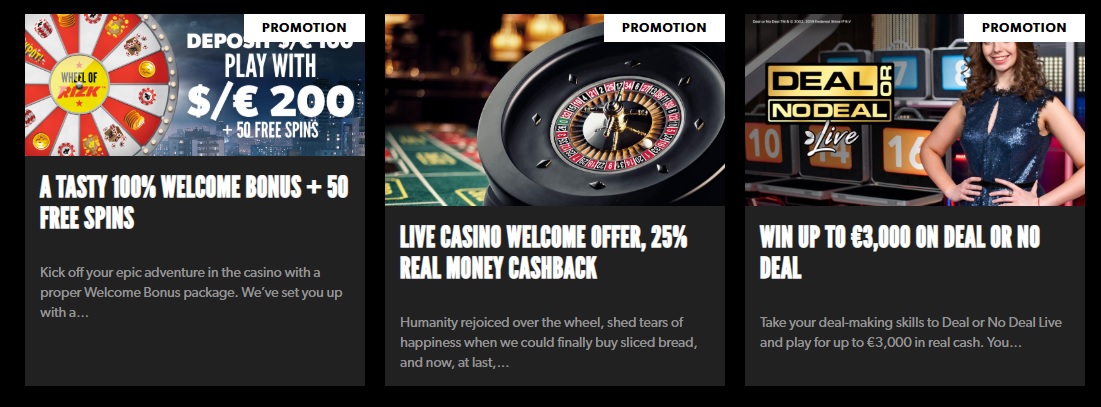 PROMOTION
DEPOSIT $/€ 100
PLAY WITH
$/€ 200
+ 50 FREE SPINS
WHEEL OF
RIZK
A TASTY 100% WELCOME BONUS + 50
FREE SPINS
Kick off your epic adventure in the casino with a
proper Welcome Bonus package. We’ve set you up
with a…
PROMOTION
LIVE CASINO WELCOME OFFER, 25%
REAL MONEY CASHBACK
Humanity rejoiced over the wheel, shed tears of
happiness when we could finally buy sliced bread,
and now, at last,…
PROMOTION
DEAL OR
NO DEAL
Live
10 14 16
WIN UP TO €3,000 ON DEAL OR NO
DEAL
Take your deal-making skills to Deal or No Deal Live
and play for up to €3,000 in real cash. You…